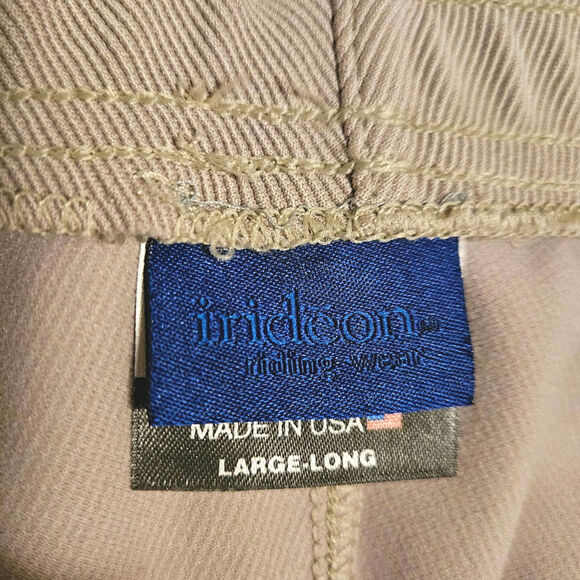 irideon
riding wear
MADE IN USA
LARGE-LONG